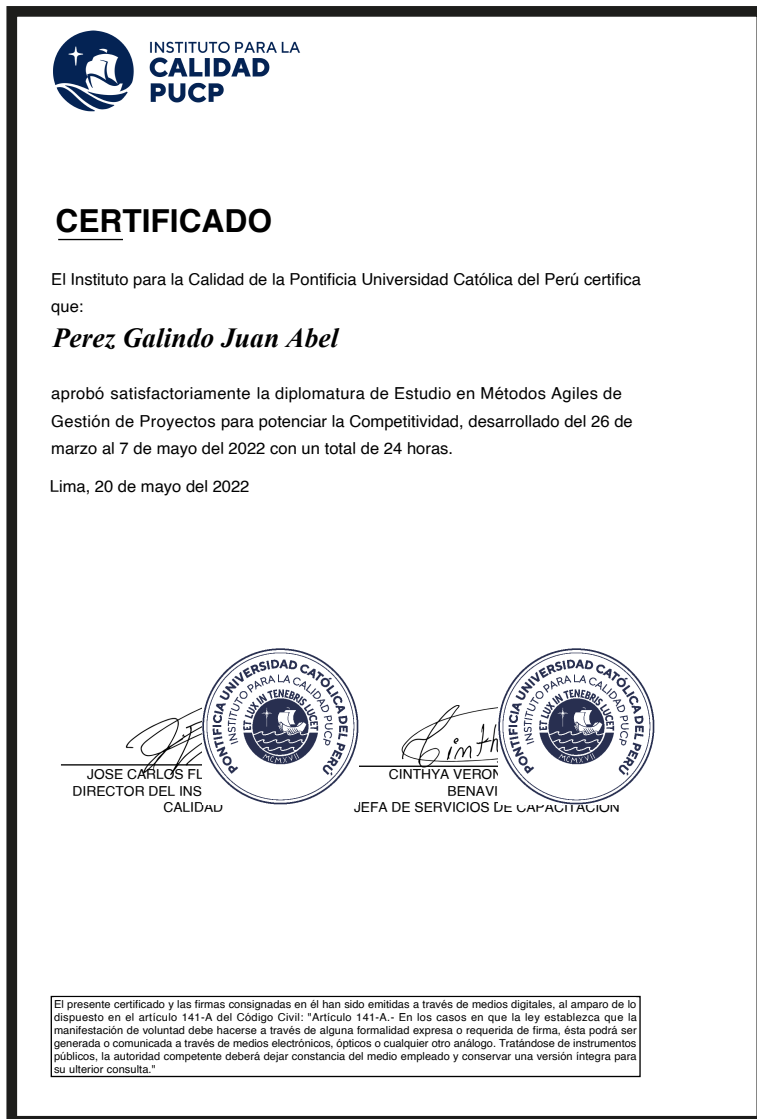 INSTITUTO PARA LA
CALIDAD
PUCP
CERTIFICADO
El Instituto para la Calidad de la Pontificia Universidad Católica del Perú certifica
que:
Perez Galindo Juan Abel
aprobó satisfactoriamente la diplomatura de Estudio en Métodos Agiles de
Gestión de Proyectos para potenciar la Competitividad, desarrollado del 26 de
marzo al 7 de mayo del 2022 con un total de 24 horas.
Lima, 20 de mayo del 2022
PONTIFICIA UNIVERSIDAD CATÓLICA DEL PERÚ
INSTITUTO PARA LA CALIDAD PUCP
ET LUX IN TENEBRIS LUCET
MCMXVII
JOSE CARLOS FL
DIRECTOR DEL INS
CALIDAD
PONTIFICIA UNIVERSIDAD CATÓLICA DEL PERÚ
INSTITUTO PARA LA CALIDAD PUCP
ET LUX IN TENEBRIS LUCET
MCMXVII
Cinth
CINTHYA VERON
BENAVI
JEFA DE SERVICIOS DE CAPACITACION
El presente certificado y las firmas consignadas en él han sido emitidas a través de medios digitales, al amparo de lo
dispuesto en el artículo 141-A del Código Civil: "Artículo 141-A.- En los casos en que la ley establezca que la
manifestación de voluntad debe hacerse a través de alguna formalidad expresa o requerida de firma, ésta podrá ser
generada o comunicada a través de medios electrónicos, ópticos o cualquier otro análogo. Tratándose de instrumentos
públicos, la autoridad competente deberá dejar constancia del medio empleado y conservar una versión íntegra para
su ulterior consulta."